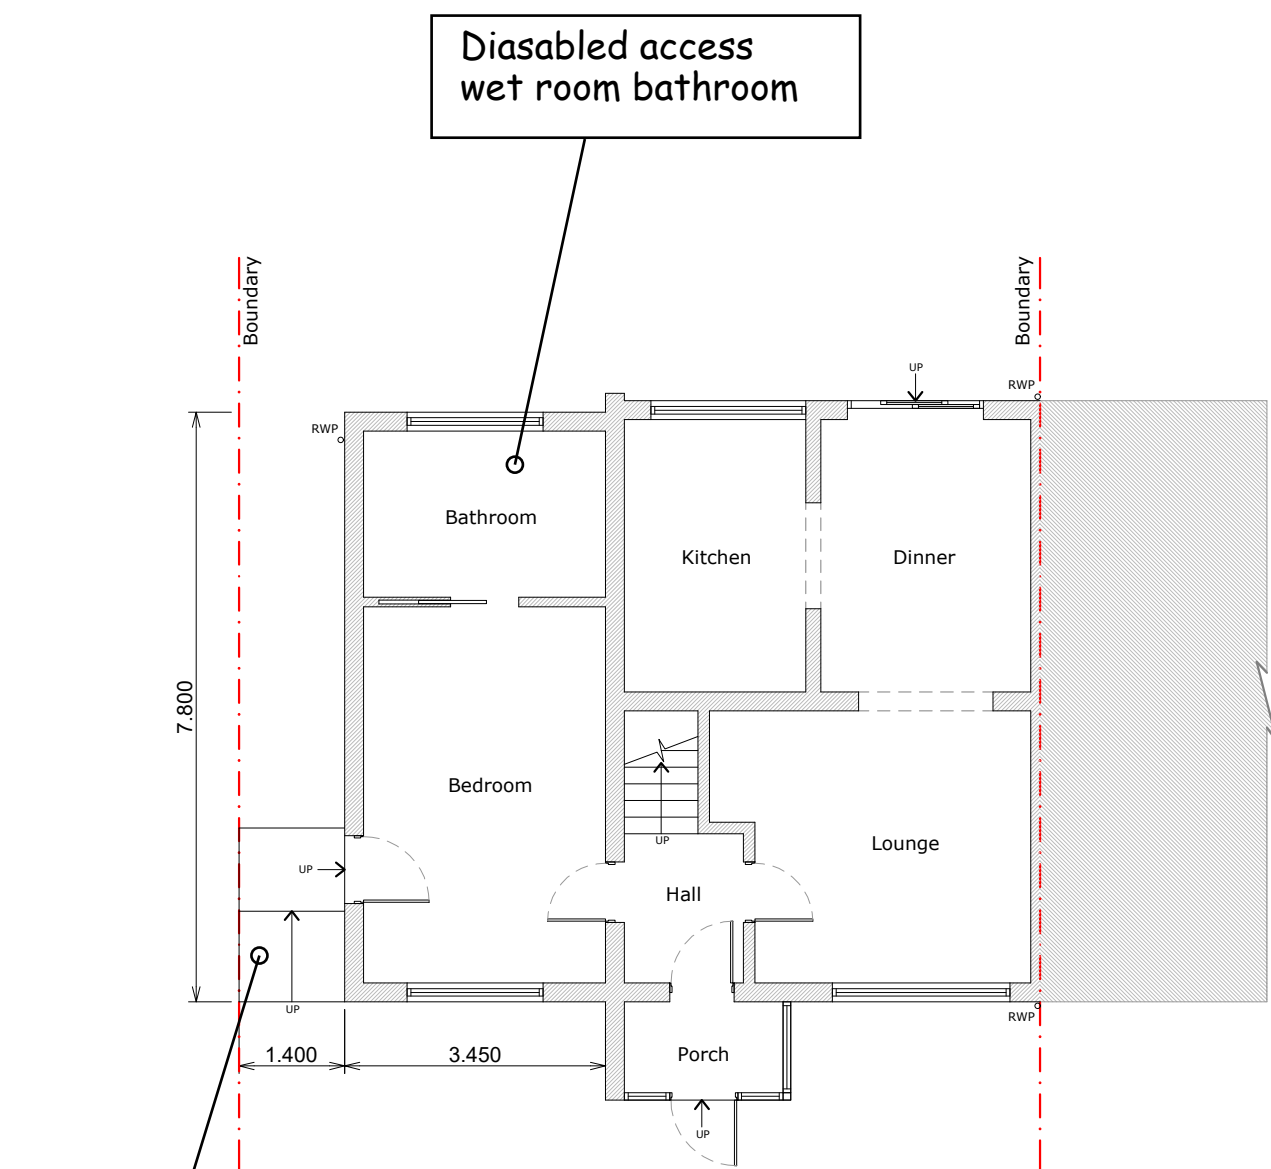 Diasabled access
wet room bathroom
Boundary
Boundary
UP
RWP
RWP
Bathroom
Kitchen
Dinner
7.800
Bedroom
UP
Lounge
UP
Hall
UP
RWP
1.400
3.450
Porch
UP